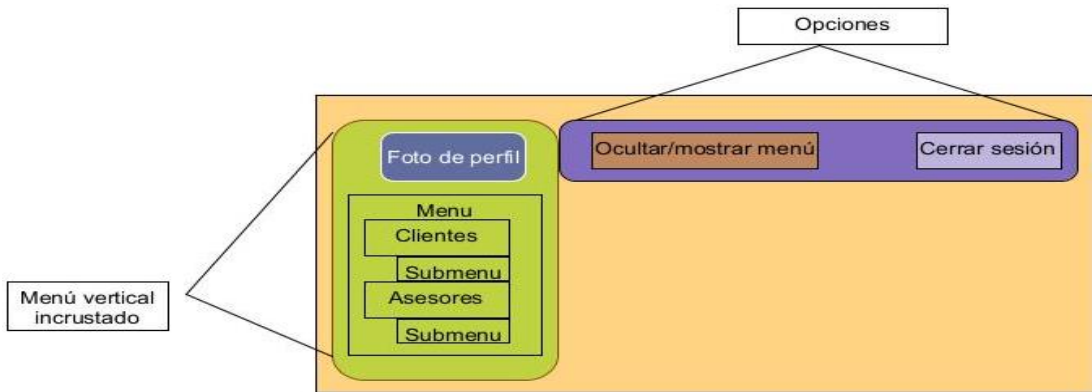 Opciones
Foto de perfil
Ocultar/mostrar menú
Cerrar sesión
Menu
Clientes
Submenu
Asesores
Submenu
Menú vertical
incrustado